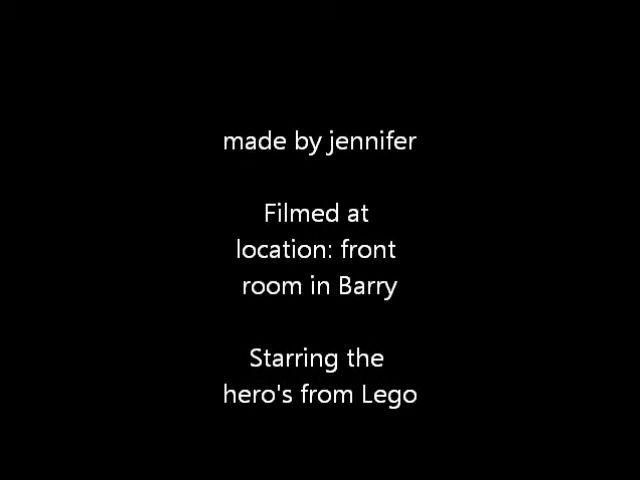 made by jennifer
Filmed at
location: front
room in Barry
Starring the
hero's from Lego